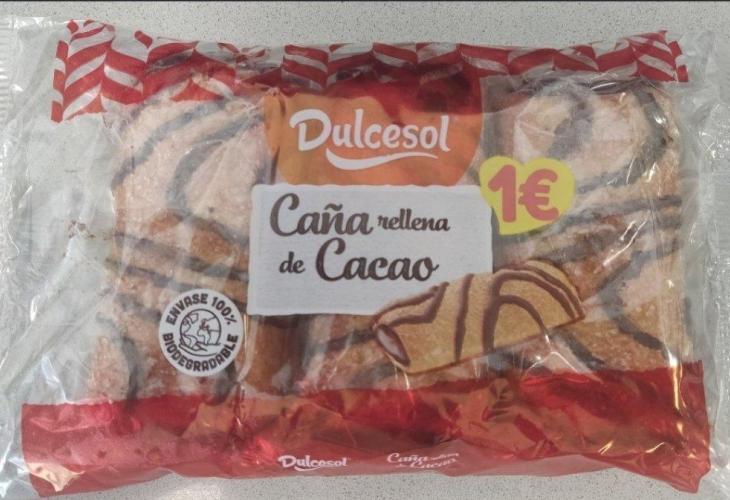 Dulcesol
1€
Caña rellena
de Cacao
ENVASE 100%
BIODEGRADABLE
Dulcesol
Caña rellena
de Cacao